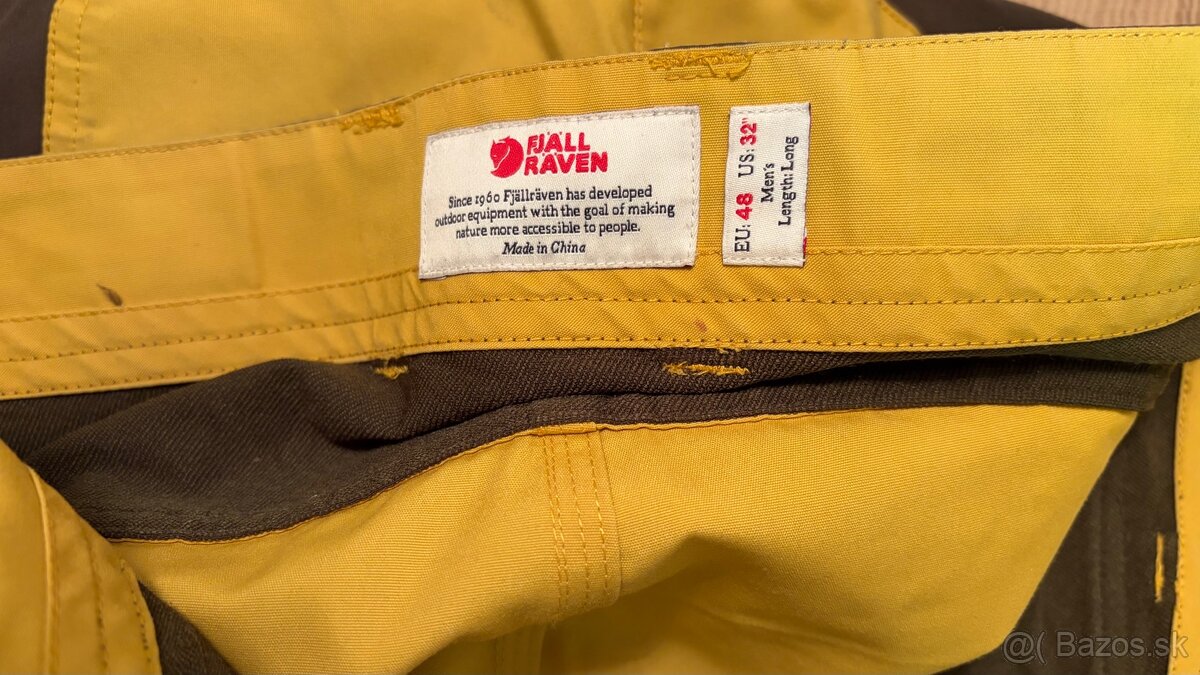 FJÄLL
RÄVEN
Since 1960 Fjällräven has developed
outdoor equipment with the goal of making
nature more accessible to people.
Made in China
EU: 48 US: 32"
Men's
Length: Long
@( Bazos.sk